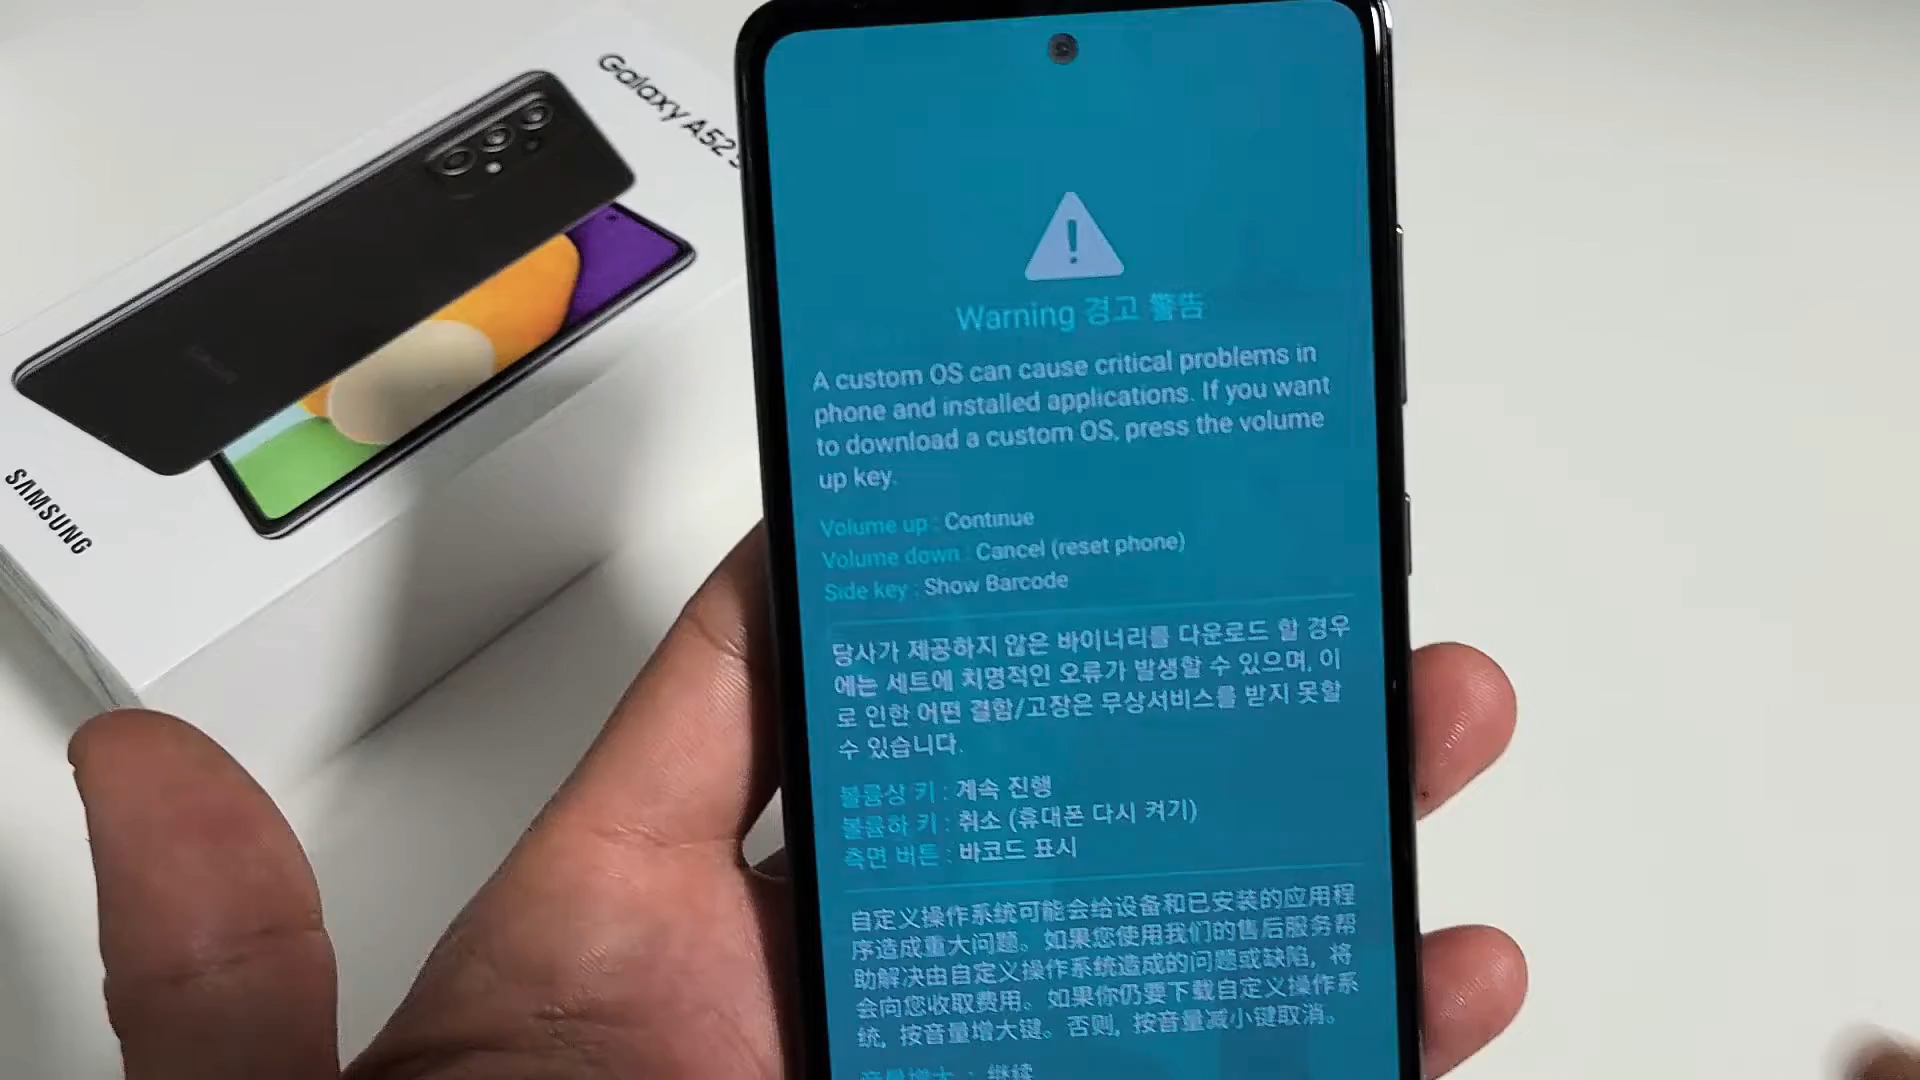 Galaxy A52s
SAMSUNG
Warning 경고 警告
A custom OS can cause critical problems in
phone and installed applications. If you want
to download a custom OS, press the volume
up key.
Volume up : Continue
Volume down : Cancel (reset phone)
Side key : Show Barcode
당사가 제공하지 않은 바이너리를 다운로드 할 경우
에는 세트에 치명적인 오류가 발생할 수 있으며, 이
로 인한 어떤 결함/고장은 무상서비스를 받지 못할
수 있습니다.
볼륨상 키 : 계속 진행
볼륨하 키 : 취소 (휴대폰 다시 켜기)
측면 버튼 : 바코드 표시
自定义操作系统可能会给设备和已安装的应用程
序造成重大问题。如果您使用我们的售后服务帮
助解决由自定义操作系统造成的问题或缺陷, 将
会向您收取费用。如果你仍要下载自定义操作系
统, 按音量增大键。否则, 按音量减小键取消。
音量增大 : 继续